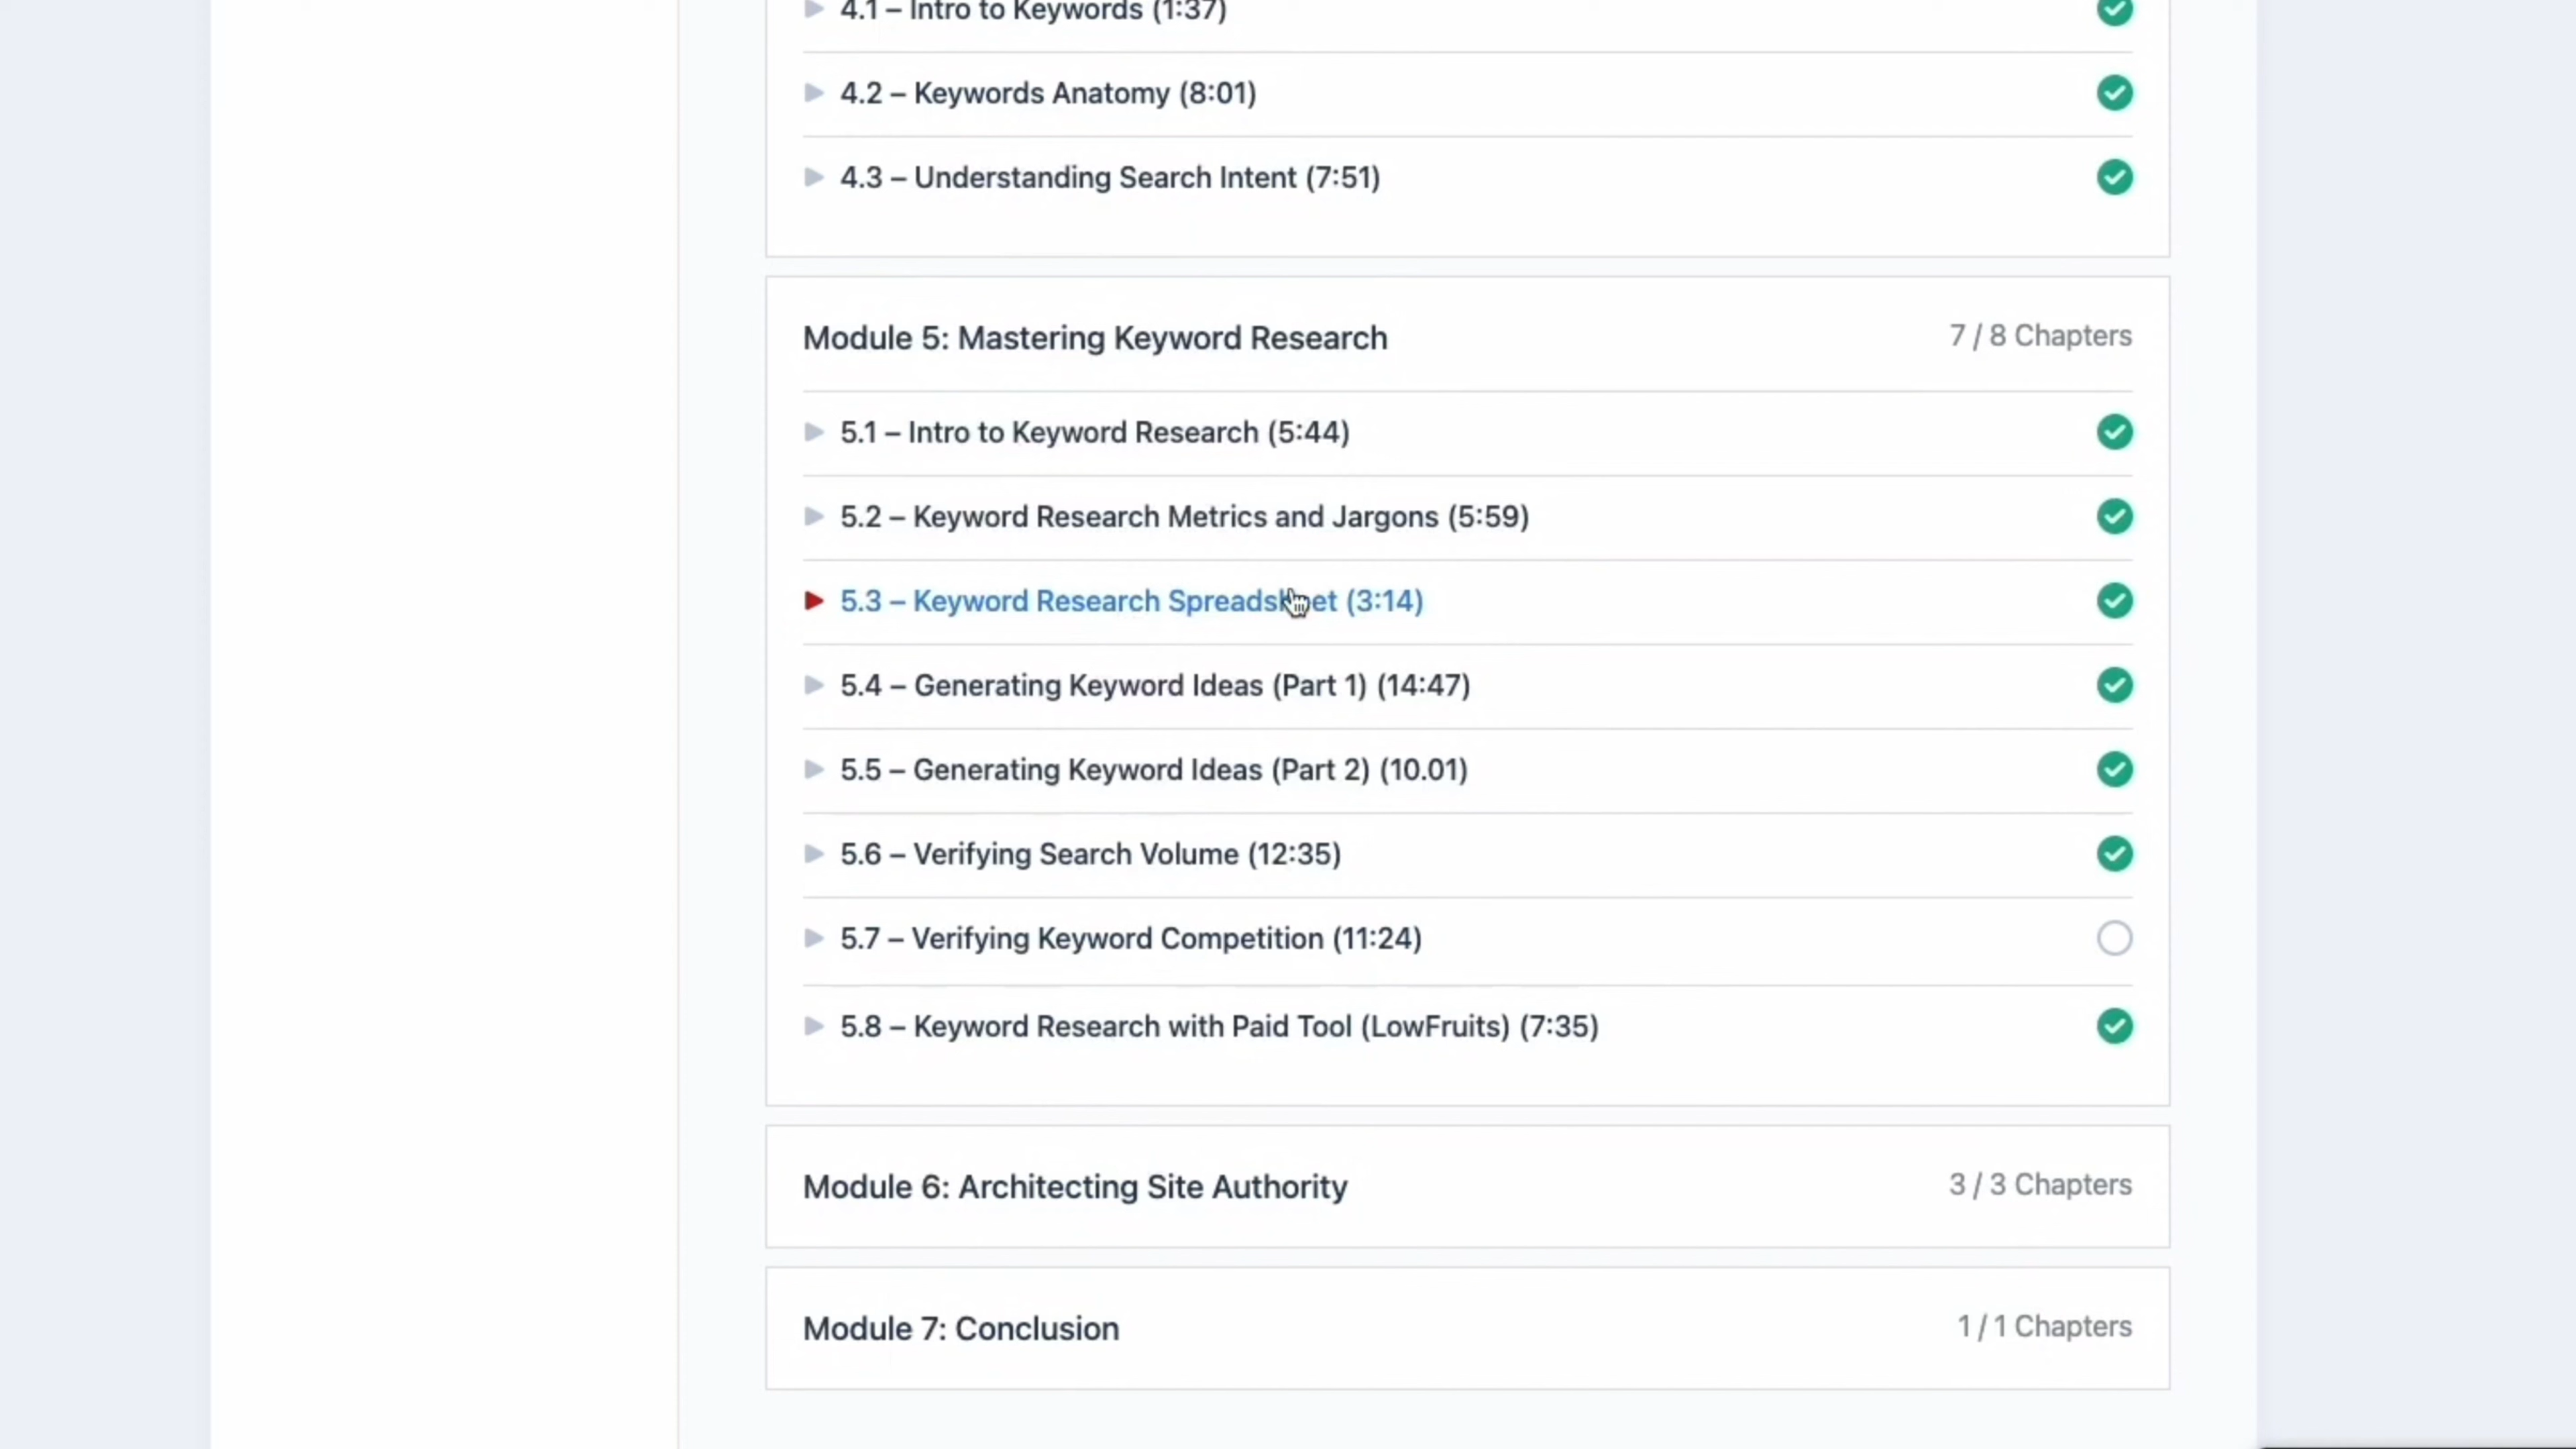 4.1 – Intro to Keywords (1:37)
4.2 – Keywords Anatomy (8:01)
4.3 – Understanding Search Intent (7:51)
Module 5: Mastering Keyword Research 7 / 8 Chapters
5.1 – Intro to Keyword Research (5:44)
5.2 – Keyword Research Metrics and Jargons (5:59)
5.3 – Keyword Research Spreadsheet (3:14)
5.4 – Generating Keyword Ideas (Part 1) (14:47)
5.5 – Generating Keyword Ideas (Part 2) (10.01)
5.6 – Verifying Search Volume (12:35)
5.7 – Verifying Keyword Competition (11:24)
5.8 – Keyword Research with Paid Tool (LowFruits) (7:35)
Module 6: Architecting Site Authority 3 / 3 Chapters
Module 7: Conclusion 1 / 1 Chapters